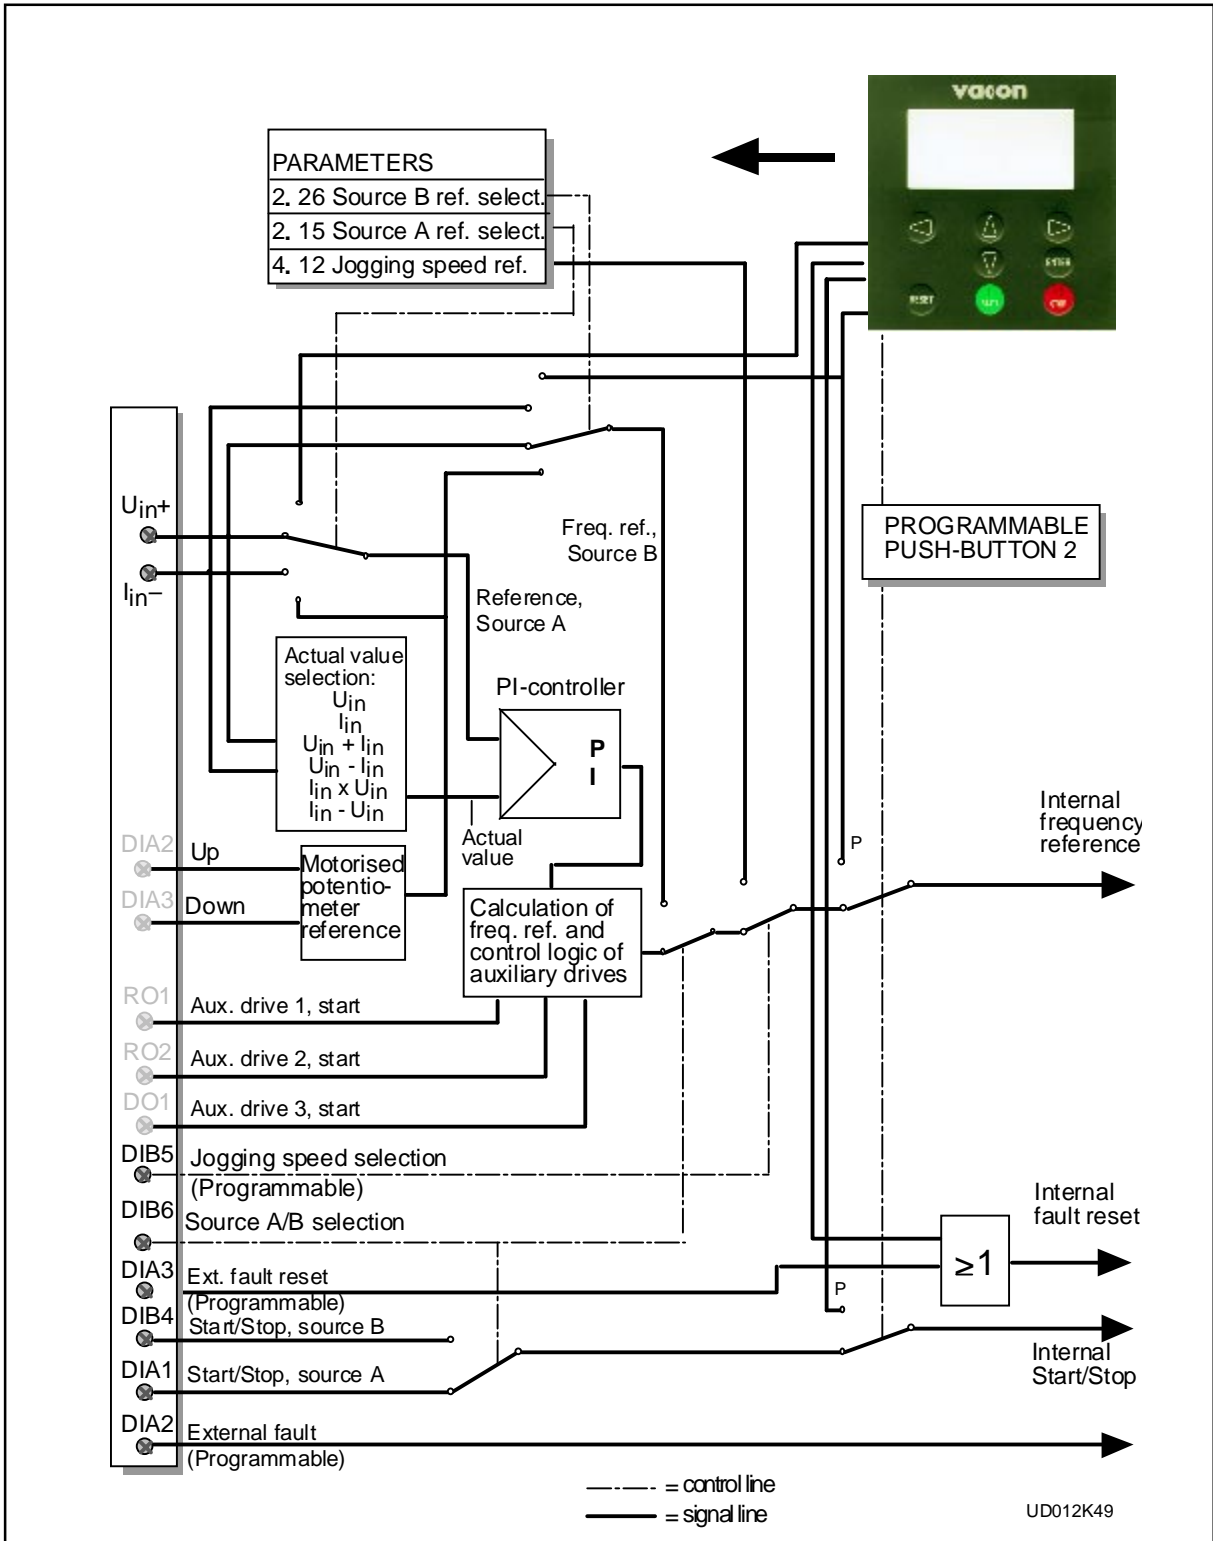 vacon
PARAMETERS
2. 26 Source B ref. select.
2. 15 Source A ref. select.
4. 12 Jogging speed ref.
RESET
ENTER
Uin+
Iin−
Freq. ref.,
Source B
PROGRAMMABLE
PUSH-BUTTON 2
Reference,
Source A
Actual value
selection:
Uin
Iin
Uin + Iin
Uin - Iin
Iin x Uin
Iin - Uin
PI-controller
P
I
Actual
value
Internal
frequency
reference
P
DIA2
Up
DIA3
Down
Motorised
potentio-
meter
reference
Calculation of
freq. ref. and
control logic of
auxiliary drives
RO1
Aux. drive 1, start
RO2
Aux. drive 2, start
DO1
Aux. drive 3, start
DIB5
Jogging speed selection
(Programmable)
DIB6
Source A/B selection
Internal
fault reset
≥1
DIA3
Ext. fault reset
(Programmable)
P
DIB4
Start/Stop, source B
DIA1
Start/Stop, source A
Internal
Start/Stop
DIA2
External fault
(Programmable)
= control line
= signal line
UD012K49